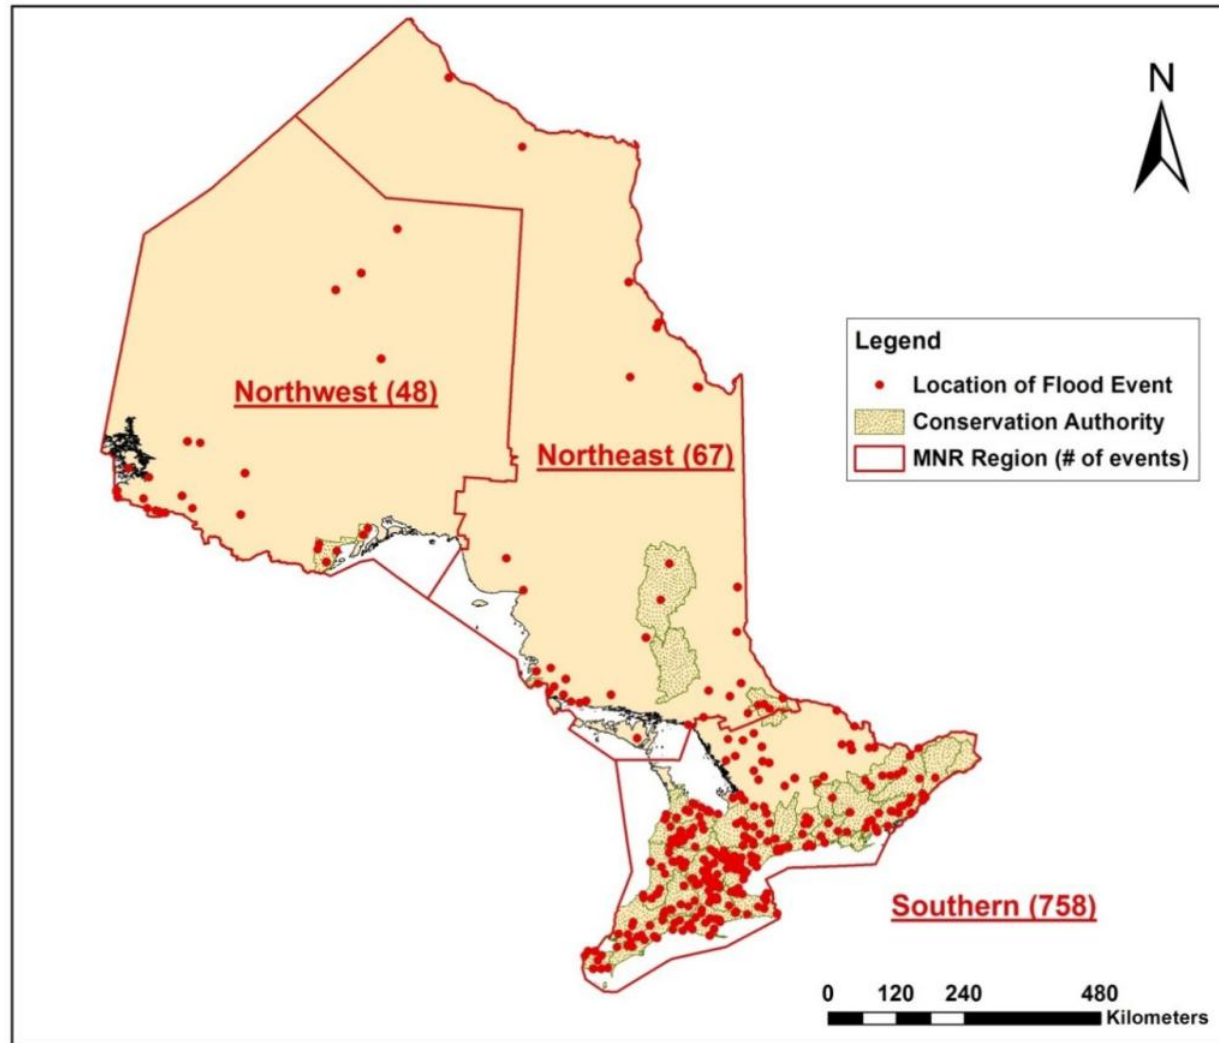 N
Legend
Location of Flood Event
Conservation Authority
MNR Region (# of events)
Northwest (48)
Northeast (67)
Southern (758)
0 120 240 480
Kilometers